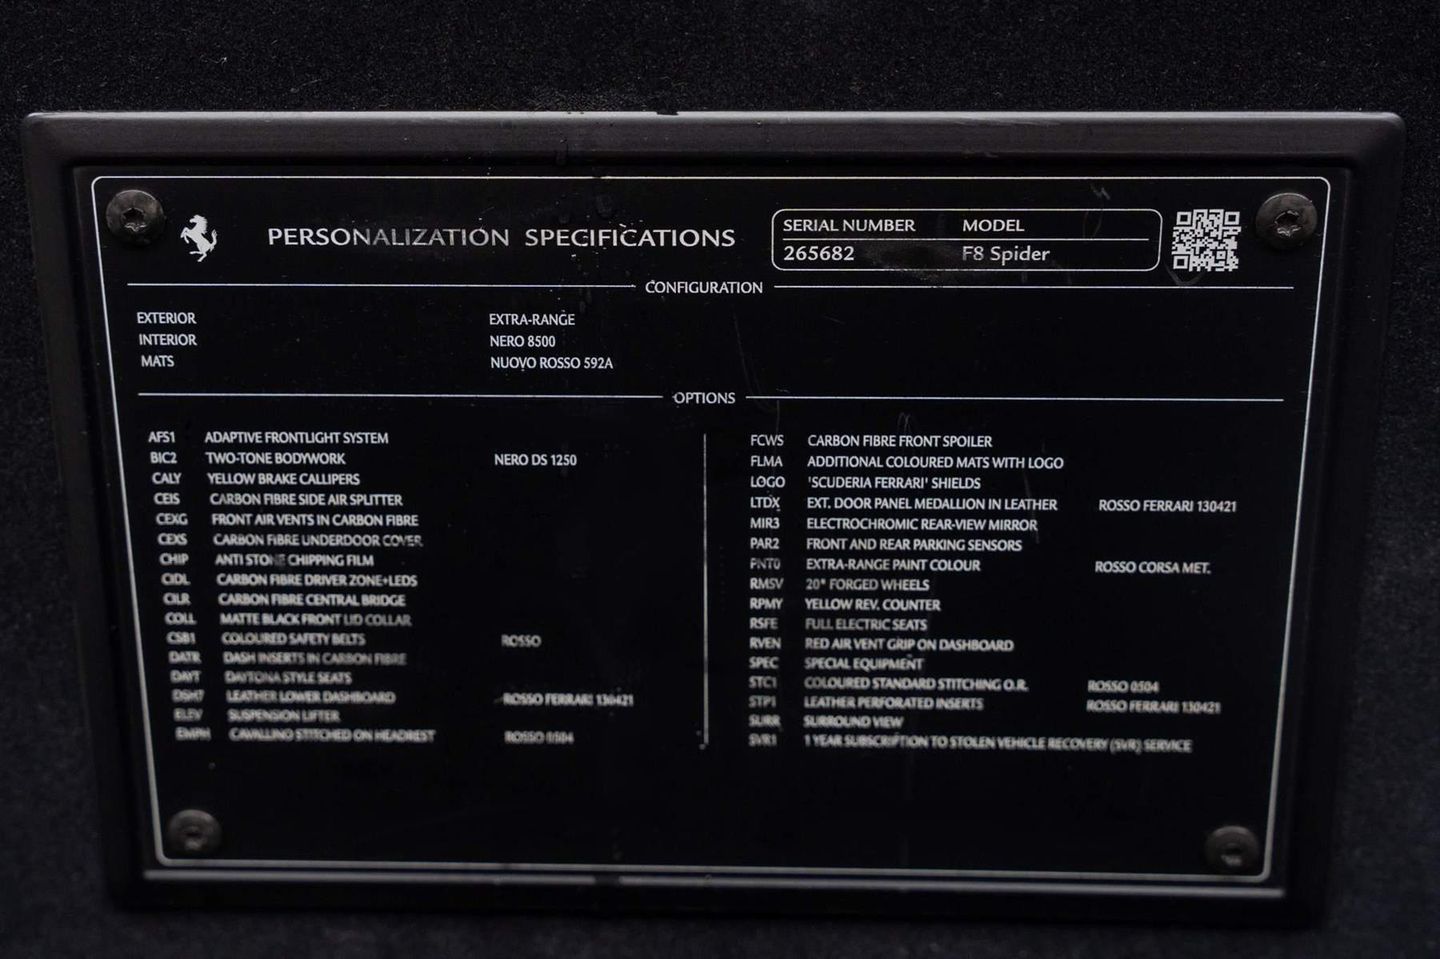 PERSONALIZATION SPECIFICATIONS
SERIAL NUMBER MODEL
265682 F8 Spider
CONFIGURATION
EXTERIOR EXTRA-RANGE
INTERIOR NERO 8500
MATS NUOVO ROSSO 592A
OPTIONS
AFS1 ADAPTIVE FRONTLIGHT SYSTEM
BIC2 TWO-TONE BODYWORK NERO DS 1250
CALY YELLOW BRAKE CALLIPERS
CEIS CARBON FIBRE SIDE AIR SPLITTER
CEXG FRONT AIR VENTS IN CARBON FIBRE
CEXS CARBON FIBRE UNDERDOOR COVER
CHIP ANTI STONE CHIPPING FILM
CIDL CARBON FIBRE DRIVER ZONE+LEDS
CILR CARBON FIBRE CENTRAL BRIDGE
COLL MATTE BLACK FRONT LID COLLAR
CSB1 COLOURED SAFETY BELTS ROSSO
DATR DASH INSERTS IN CARBON FIBRE
DAYT DAYTONA STYLE SEATS
DSH7 LEATHER LOWER DASHBOARD ROSSO FERRARI 130421
ELEV SUSPENSION LIFTER
EMPH CAVALLINO STITCHED ON HEADREST ROSSO 0504
FCWS CARBON FIBRE FRONT SPOILER
FLMA ADDITIONAL COLOURED MATS WITH LOGO
LOGO 'SCUDERIA FERRARI' SHIELDS
LTDX EXT. DOOR PANEL MEDALLION IN LEATHER ROSSO FERRARI 130421
MIR3 ELECTROCHROMIC REAR-VIEW MIRROR
PAR2 FRONT AND REAR PARKING SENSORS
PNT0 EXTRA-RANGE PAINT COLOUR ROSSO CORSA MET.
RMSV 20" FORGED WHEELS
RPMY YELLOW REV. COUNTER
RSFE FULL ELECTRIC SEATS
RVEN RED AIR VENT GRIP ON DASHBOARD
SPEC SPECIAL EQUIPMENT
STC1 COLOURED STANDARD STITCHING O.R. ROSSO 0504
STP1 LEATHER PERFORATED INSERTS ROSSO FERRARI 130421
SURR SURROUND VIEW
SVR1 1 YEAR SUBSCRIPTION TO STOLEN VEHICLE RECOVERY (SVR) SERVICE